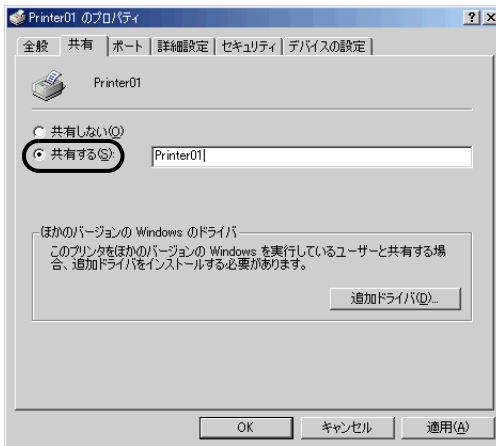 Printer01 のプロパティ
? ×
全般 共有 ポート 詳細設定 セキュリティ デバイスの設定
Printer01
共有しない(O)
共有する(S): Printer01
ほかのバージョンの Windows のドライバ
このプリンタをほかのバージョンの Windows を実行しているユーザーと共有する場
合、追加ドライバをインストールする必要があります。
追加ドライバ(D)...
OK キャンセル 適用(A)